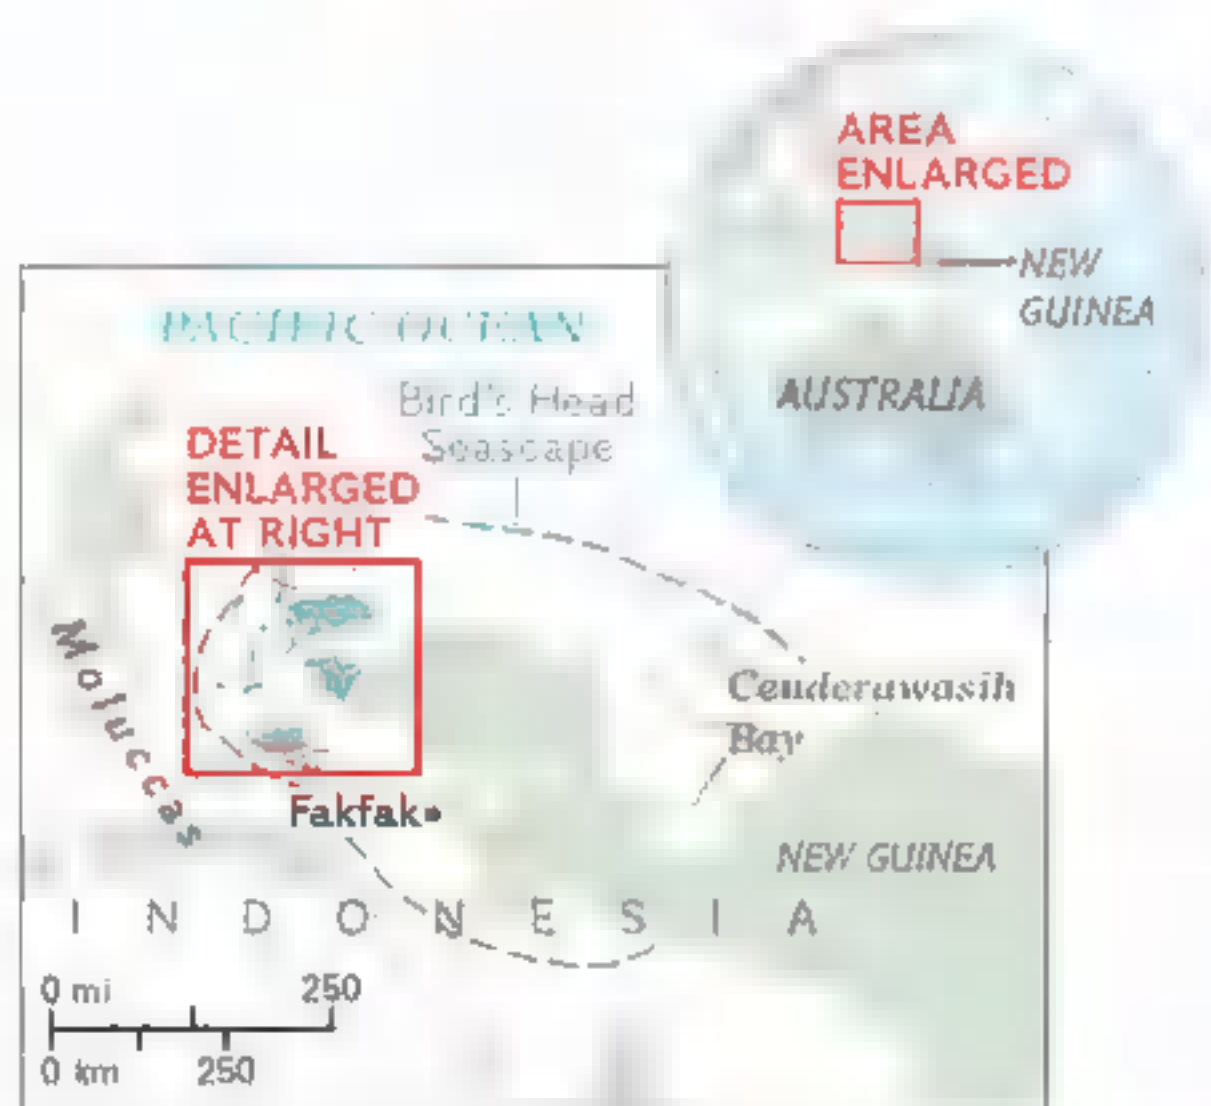 AREA
ENLARGED
NEW
GUINEA
AUSTRALIA
PACIFIC OCEAN
Bird's Head
Seascape
DETAIL
ENLARGED
AT RIGHT
Moluccas
Cenderawasih
Bay
Fakfak
NEW GUINEA
INDONESIA
0 mi 250
0 km 250